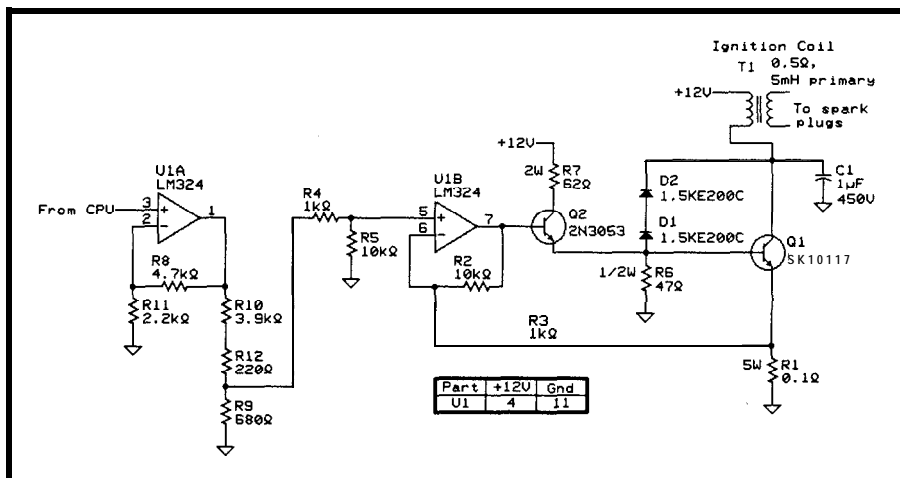 Ignition Coil
T1 0.5Ω,
5mH primary
+12V
To spark
plugs
+12V
2W R7
62Ω
C1
1µF
450V
D2
1.5KE200C
D1
1.5KE200C
U1A
LM324
R4
1kΩ
U1B
LM324
Q2
2N3053
Q1
SK10117
From CPU
3
2
1
+
-
5
6
7
+
-
R5
10kΩ
R2
10kΩ
1/2W R6
47Ω
R8
4.7kΩ
R11
2.2kΩ
R10
3.9kΩ
R3
1kΩ
R12
220Ω
R9
680Ω
5W R1
0.1Ω
Part +12V Gnd
U1 4 11